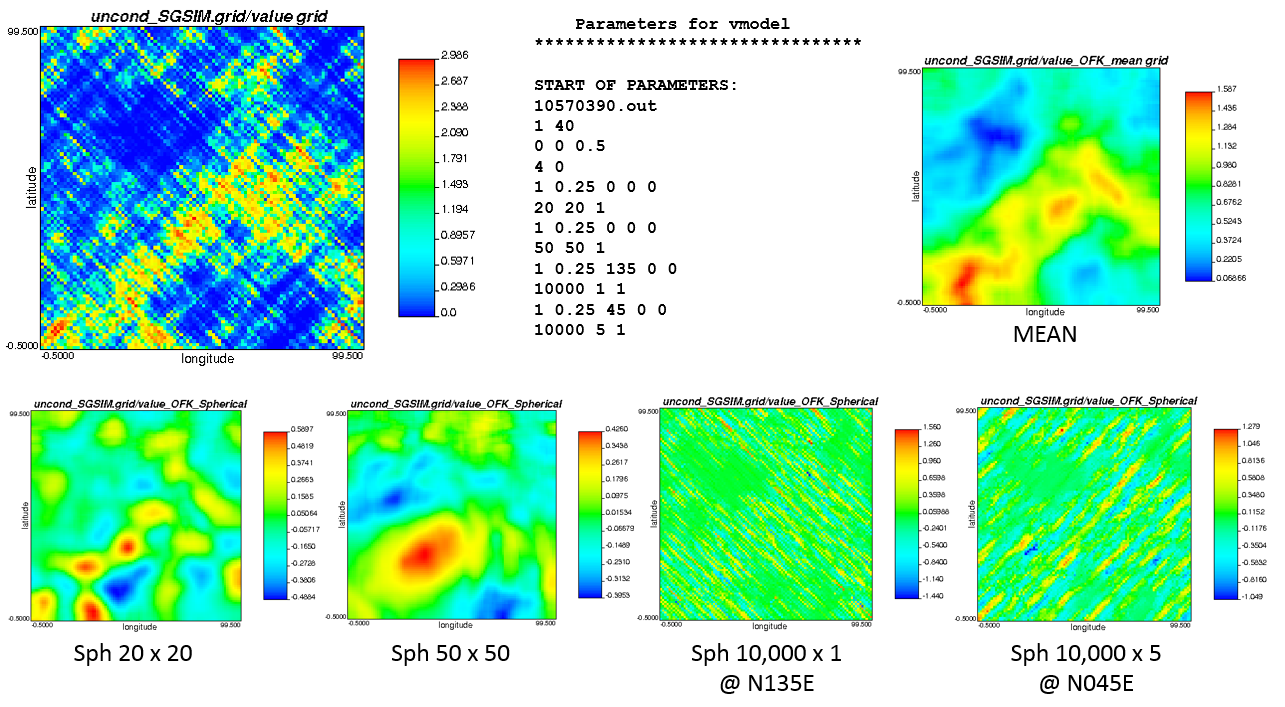 uncond_SGSIM.grid/value grid
99.500
latitude
-0.5000
-0.5000
longitude
99.500
2.986
2.687
2.388
2.090
1.791
1.493
1.194
0.8957
0.5971
0.2986
0.0
Parameters for vmodel
*******************************
START OF PARAMETERS:
10570390.out
1 40
0 0 0.5
4 0
1 0.25 0 0 0
20 20 1
1 0.25 0 0 0
50 50 1
1 0.25 135 0 0
10000 1 1
1 0.25 45 0 0
10000 5 1
uncond_SGSIM.grid/value_OFK_mean grid
99.500
latitude
-0.5000
-0.5000
longitude
99.500
1.587
1.436
1.284
1.132
0.980
0.8281
0.6762
0.5243
0.3724
0.2205
0.06866
MEAN
uncond_SGSIM.grid/value_OFK_Spherical
99.500
latitude
-0.5000
-0.5000
longitude
99.500
0.5897
0.4819
0.3741
0.2663
0.1585
0.05064
-0.05717
-0.1650
-0.2728
-0.3806
-0.4884
Sph 20 x 20
uncond_SGSIM.grid/value_OFK_Spherical
99.500
latitude
-0.5000
-0.5000
longitude
99.500
0.4260
0.3438
0.2617
0.1796
0.0975
0.01534
-0.06679
-0.1489
-0.2310
-0.3132
-0.3953
Sph 50 x 50
uncond_SGSIM.grid/value_OFK_Spherical
99.500
latitude
-0.5000
-0.5000
longitude
99.500
1.560
1.260
0.960
0.6598
0.3598
0.05988
-0.2401
-0.5400
-0.8400
-1.140
-1.440
Sph 10,000 x 1
@ N135E
uncond_SGSIM.grid/value_OFK_Spherical
99.500
latitude
-0.5000
-0.5000
longitude
99.500
1.279
1.046
0.8136
0.5808
0.3480
0.1152
-0.1176
-0.3504
-0.5832
-0.8160
-1.049
Sph 10,000 x 5
@ N045E